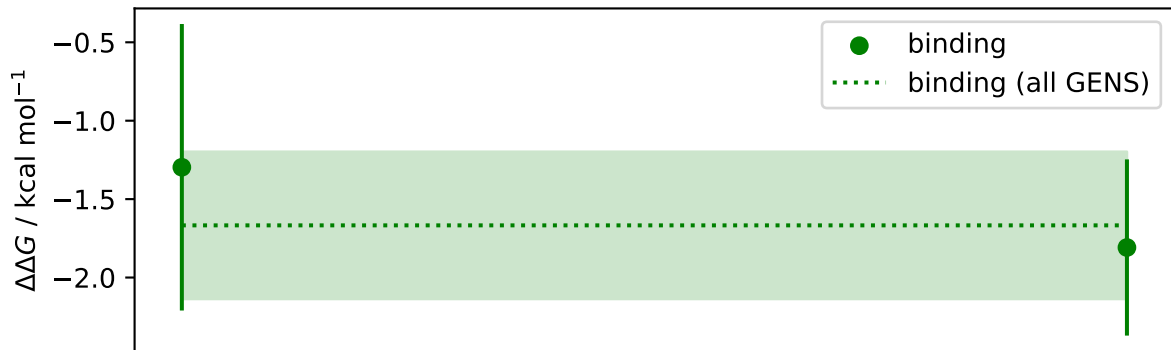 −0.5
−1.0
−1.5
−2.0
ΔΔG / kcal mol⁻¹
binding
binding (all GENS)